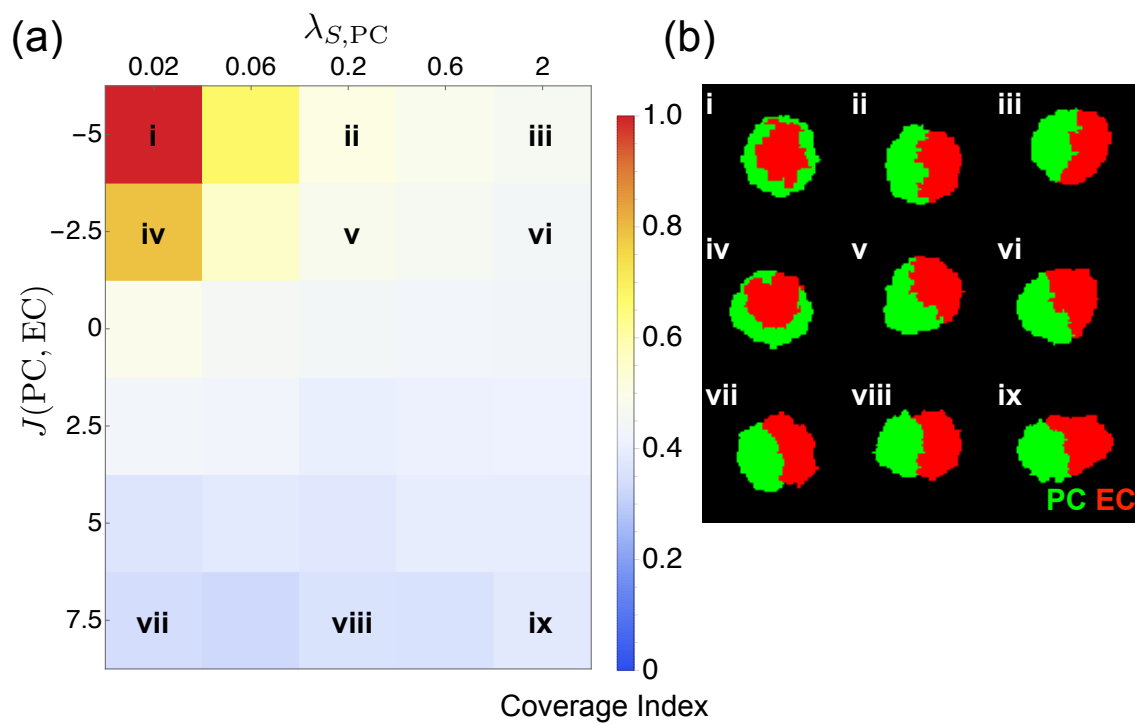 (a)
λS,PC
0.02 0.06 0.2 0.6 2
J(PC, EC)
−5
−2.5
0
2.5
5
7.5
i ii iii
iv v vi
vii viii ix
1.0
0.8
0.6
0.4
0.2
0
Coverage Index
(b)
i ii iii
iv v vi
vii viii ix
PC EC